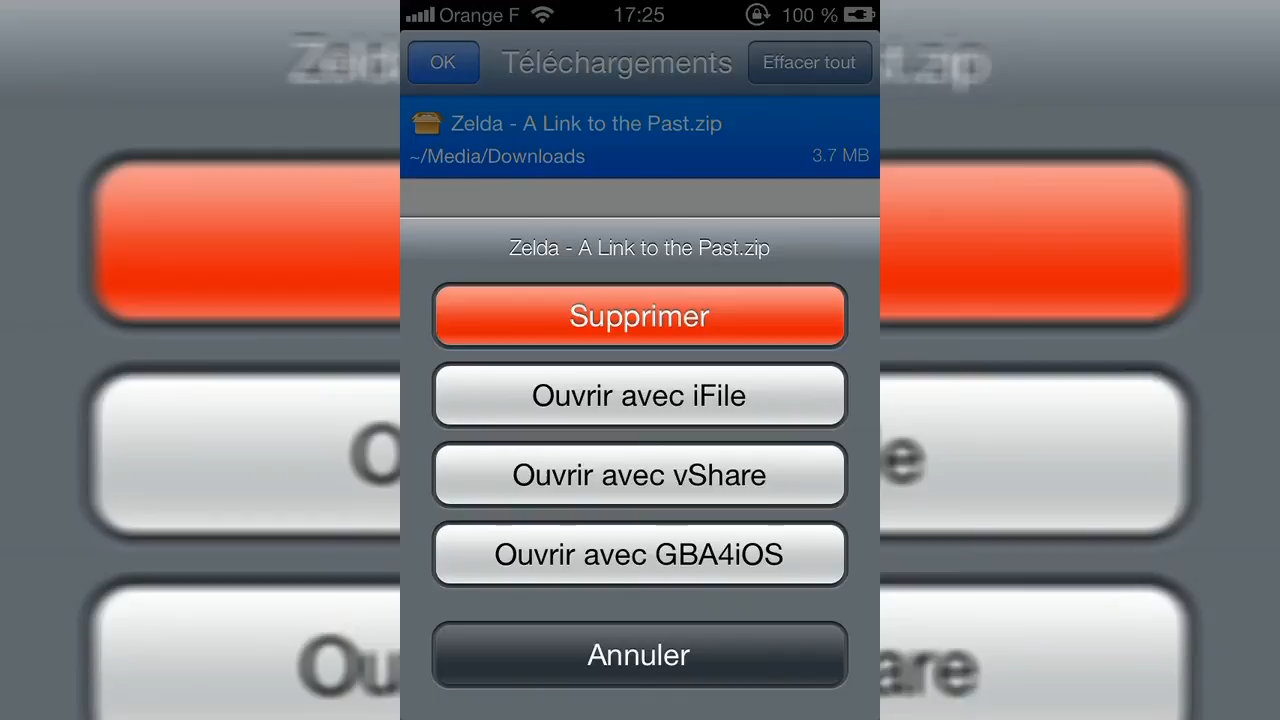 Orange F 17:25 100 %
OK Téléchargements Effacer tout
Zelda - A Link to the Past.zip
~/Media/Downloads 3.7 MB
Zelda - A Link to the Past.zip
Supprimer
Ouvrir avec iFile
Ouvrir avec vShare
Ouvrir avec GBA4iOS
Annuler